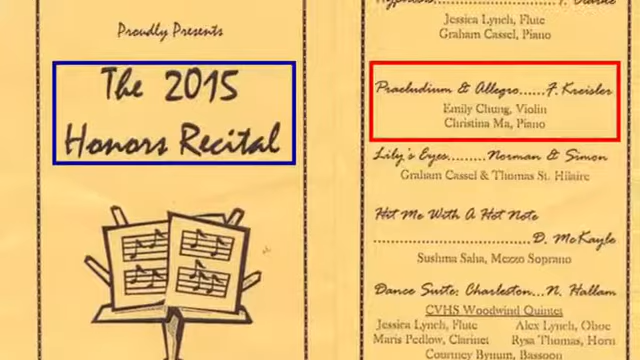 Proudly Presents
The 2015
Honors Recital
Jessica Lynch, Flute
Graham Cassel, Piano
Praeludium & Allegro......F. Kreisler
Emily Chung, Violin
Christina Ma, Piano
Lily's Eyes........Norman & Simon
Graham Cassel & Thomas St. Hilaire
Hit Me With A Hot Note
..............................D. McKayle
Sushma Saha, Mezzo Soprano
Dance Suite: Charleston...N. Hallam
CVHS Woodwind Quintet
Jessica Lynch, Flute Alex Lynch, Oboe
Maris Pedlow, Clarinet Rysa Thomas, Horn
Courtney Bynum, Bassoon